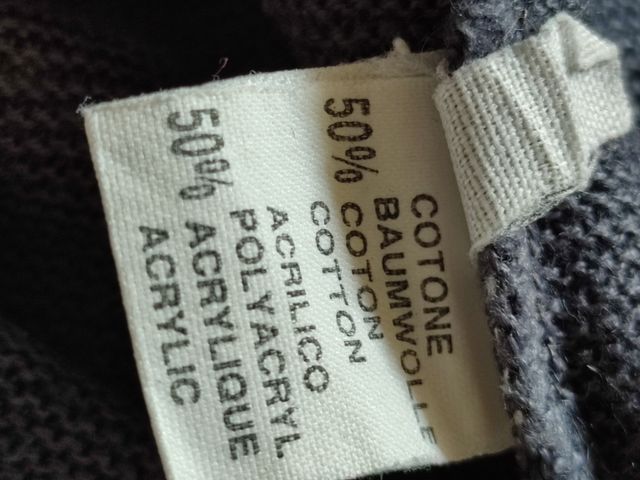 COTONE
BAUMWOLLE
50% COTON
COTTON
ACRILICO
POLYACRYL
50% ACRYLIQUE
ACRYLIC